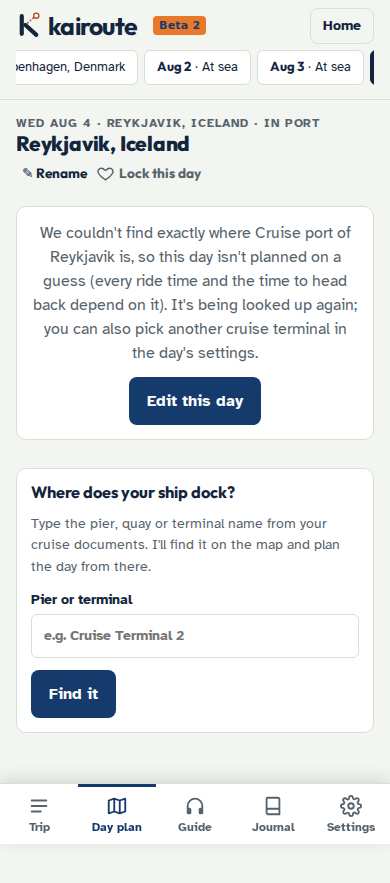 kairoute Beta 2 Home
penhagen, Denmark Aug 2 · At sea Aug 3 · At sea
WED AUG 4 · REYKJAVIK, ICELAND · IN PORT
Reykjavik, Iceland
✎ Rename Lock this day
We couldn't find exactly where Cruise port of
Reykjavik is, so this day isn't planned on a
guess (every ride time and the time to head
back depend on it). It's being looked up again;
you can also pick another cruise terminal in
the day's settings.
Edit this day
Where does your ship dock?
Type the pier, quay or terminal name from your
cruise documents. I'll find it on the map and plan
the day from there.
Pier or terminal
e.g. Cruise Terminal 2
Find it
Trip Day plan Guide Journal Settings